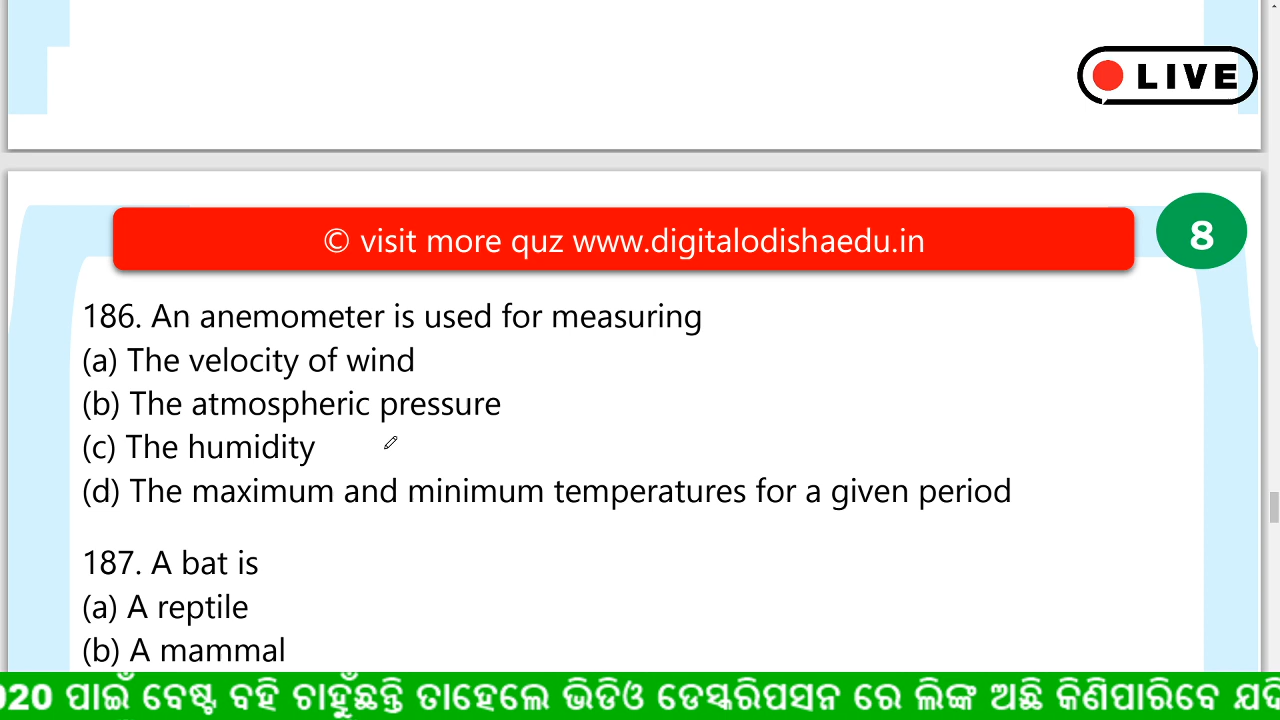 LIVE
© visit more quz www.digitalodishaedu.in
8
186. An anemometer is used for measuring
(a) The velocity of wind
(b) The atmospheric pressure
(c) The humidity
(d) The maximum and minimum temperatures for a given period
187. A bat is
(a) A reptile
(b) A mammal
020 ପାଇଁ ବେଷ୍ଟ ବହି ଚାହୁଁଛନ୍ତି ତାହେଲେ ଭିଡିଓ ଡେସ୍କରିପସନ ରେ ଲିଙ୍କ ଅଛି କିଣିପାରିବେ ଯଦି